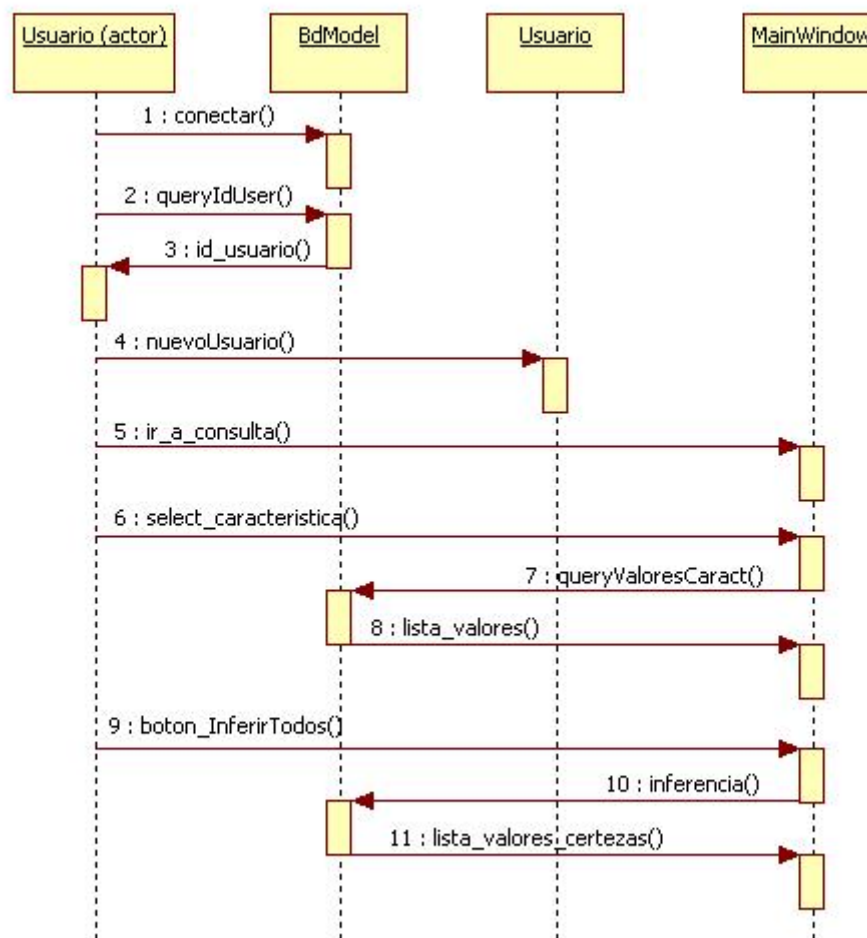 Usuario (actor)
BdModel
Usuario
MainWindow
1 : conectar()
2 : queryIdUser()
3 : id_usuario()
4 : nuevoUsuario()
5 : ir_a_consulta()
6 : select_caracteristica()
7 : queryValoresCaract()
8 : lista_valores()
9 : boton_InferirTodos()
10 : inferencia()
11 : lista_valores_certezas()